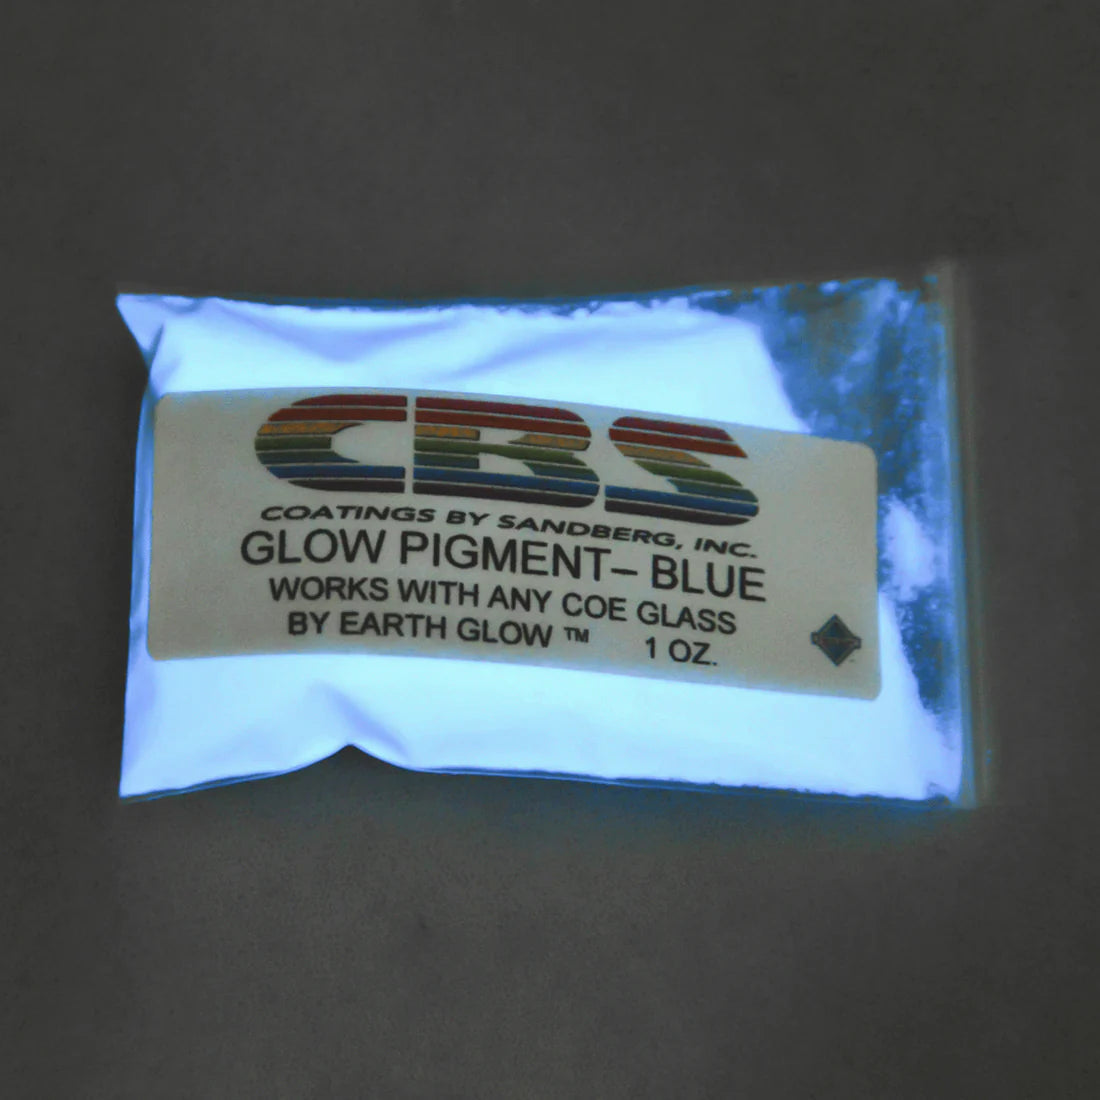 CBS
COATINGS BY SANDBERG, INC.
GLOW PIGMENT– BLUE
WORKS WITH ANY COE GLASS
BY EARTH GLOW ™ 1 OZ.